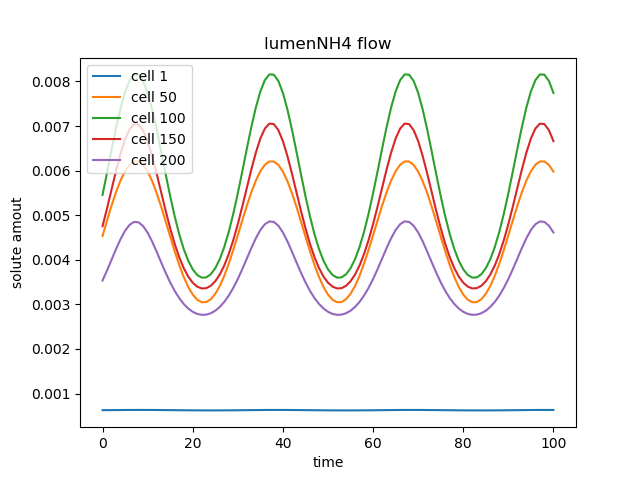 lumenNH4 flow
cell 1
cell 50
cell 100
cell 150
cell 200
solute amout
0.008
0.007
0.006
0.005
0.004
0.003
0.002
0.001
0
20
40
60
80
100
time